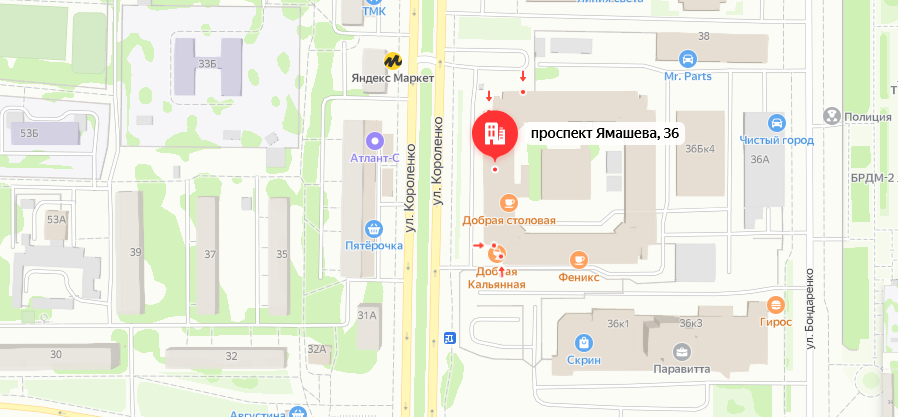 ТМК
Линия.света
38
33Б
Яндекс Маркет
Mr. Parts
53Б
проспект Ямашева, 36
Чистый город
Полиция
Атлант-С
36Бк4
36А
ул. Короленко
ул. Короленко
БРДМ-2
53А
Добрая столовая
Пятёрочка
39
37
35
Добрая
Кальянная
Феникс
ул. Бондаренко
31А
36к1
36к3
Гирос
30
32
32А
Скрин
Паравитта
Августина